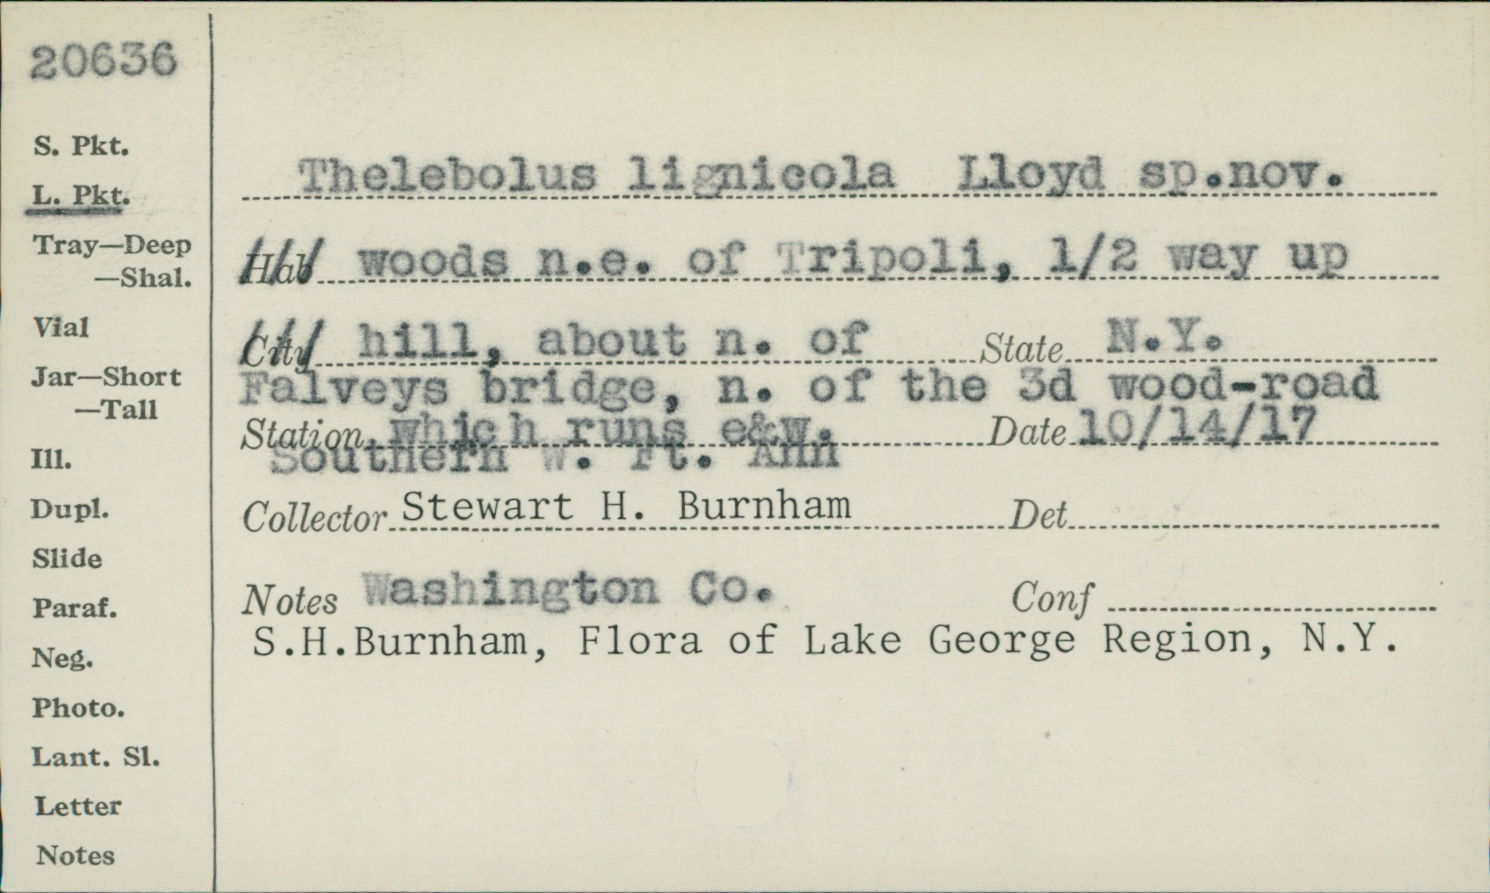 20636
S. Pkt.
L. Pkt.
Tray—Deep
—Shal.
Vial
Jar—Short
—Tall
Ill.
Dupl.
Slide
Paraf.
Neg.
Photo.
Lant. Sl.
Letter
Notes
Thelebolus lignicola Lloyd sp.nov.
Hab woods n.e. of Tripoli, 1/2 way up
City hill, about n. of State N.Y.
Falveys bridge, n. of the 3d wood-road
Station which runs e&w. Date 10/14/17
Southern W. Ft. Ann
Collector Stewart H. Burnham Det
Notes Washington Co. Conf
S.H.Burnham, Flora of Lake George Region, N.Y.